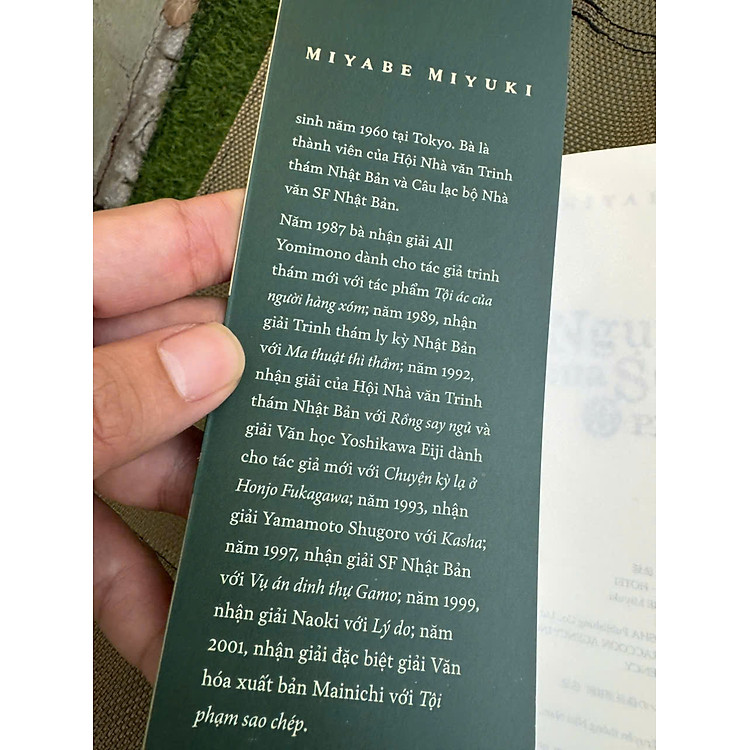 MIYABE MIYUKI
sinh năm 1960 tại Tokyo. Bà là
thành viên của Hội Nhà văn Trinh
thám Nhật Bản và Câu lạc bộ Nhà
văn SF Nhật Bản.
Năm 1987 bà nhận giải All
Yomimono dành cho tác giả trinh
thám mới với tác phẩm Tội ác của
người hàng xóm; năm 1989, nhận
giải Trinh thám ly kỳ Nhật Bản
với Ma thuật thì thầm; năm 1992,
nhận giải của Hội Nhà văn Trinh
thám Nhật Bản với Rồng say ngủ và
giải Văn học Yoshikawa Eiji dành
cho tác giả mới với Chuyện kỳ lạ ở
Honjo Fukagawa; năm 1993, nhận
giải Yamamoto Shugoro với Kasha;
năm 1997, nhận giải SF Nhật Bản
với Vụ án dinh thự Gamo; năm 1999,
nhận giải Naoki với Lý do; năm
2001, nhận giải đặc biệt giải Văn
hóa xuất bản Mainichi với Tội
phạm sao chép.